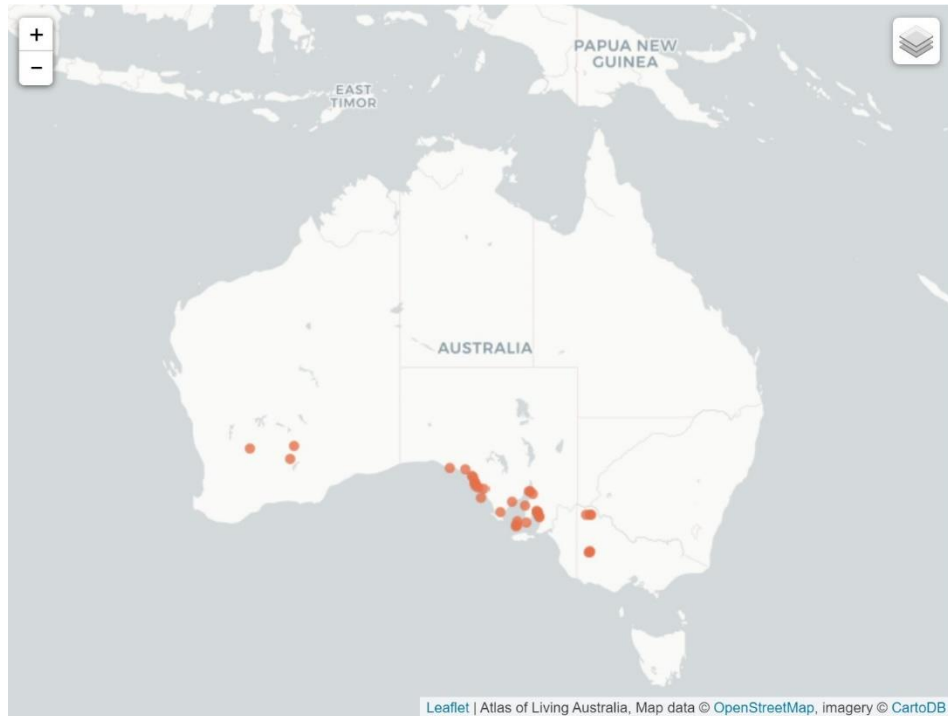 +
PAPUA NEW
GUINEA
−
EAST
TIMOR
AUSTRALIA
Leaflet | Atlas of Living Australia, Map data © OpenStreetMap, imagery © CartoDB